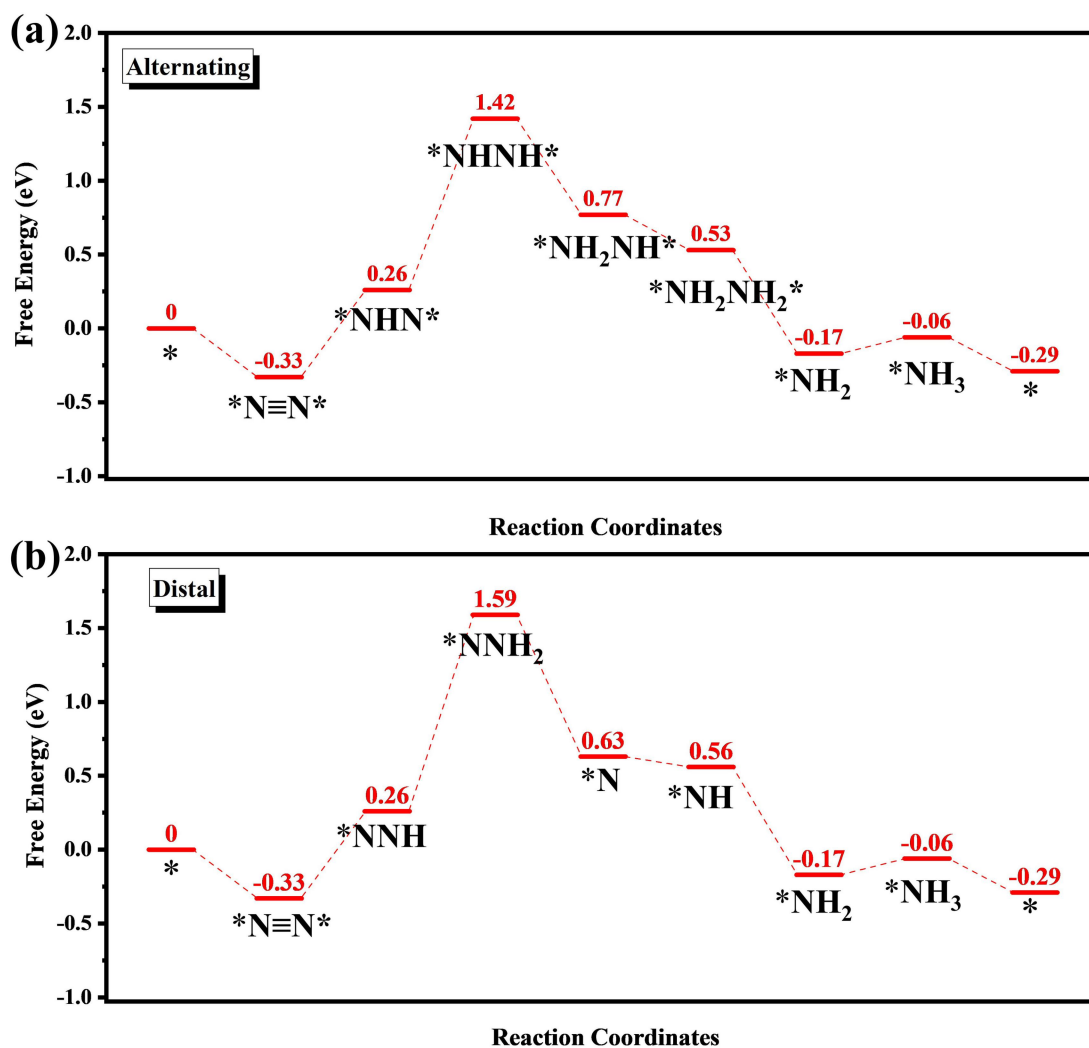 (a)
Alternating
Free Energy (eV)
2.0
1.5
1.0
0.5
0.0
-0.5
-1.0
0
*
-0.33
*N≡N*
0.26
*NHN*
1.42
*NHNH*
0.77
*NH₂NH*
0.53
*NH₂NH₂*
-0.17
*NH₂
-0.06
*NH₃
-0.29
*
Reaction Coordinates
(b)
Distal
Free Energy (eV)
2.0
1.5
1.0
0.5
0.0
-0.5
-1.0
0
*
-0.33
*N≡N*
0.26
*NNH
1.59
*NNH₂
0.63
*N
0.56
*NH
-0.17
*NH₂
-0.06
*NH₃
-0.29
*
Reaction Coordinates